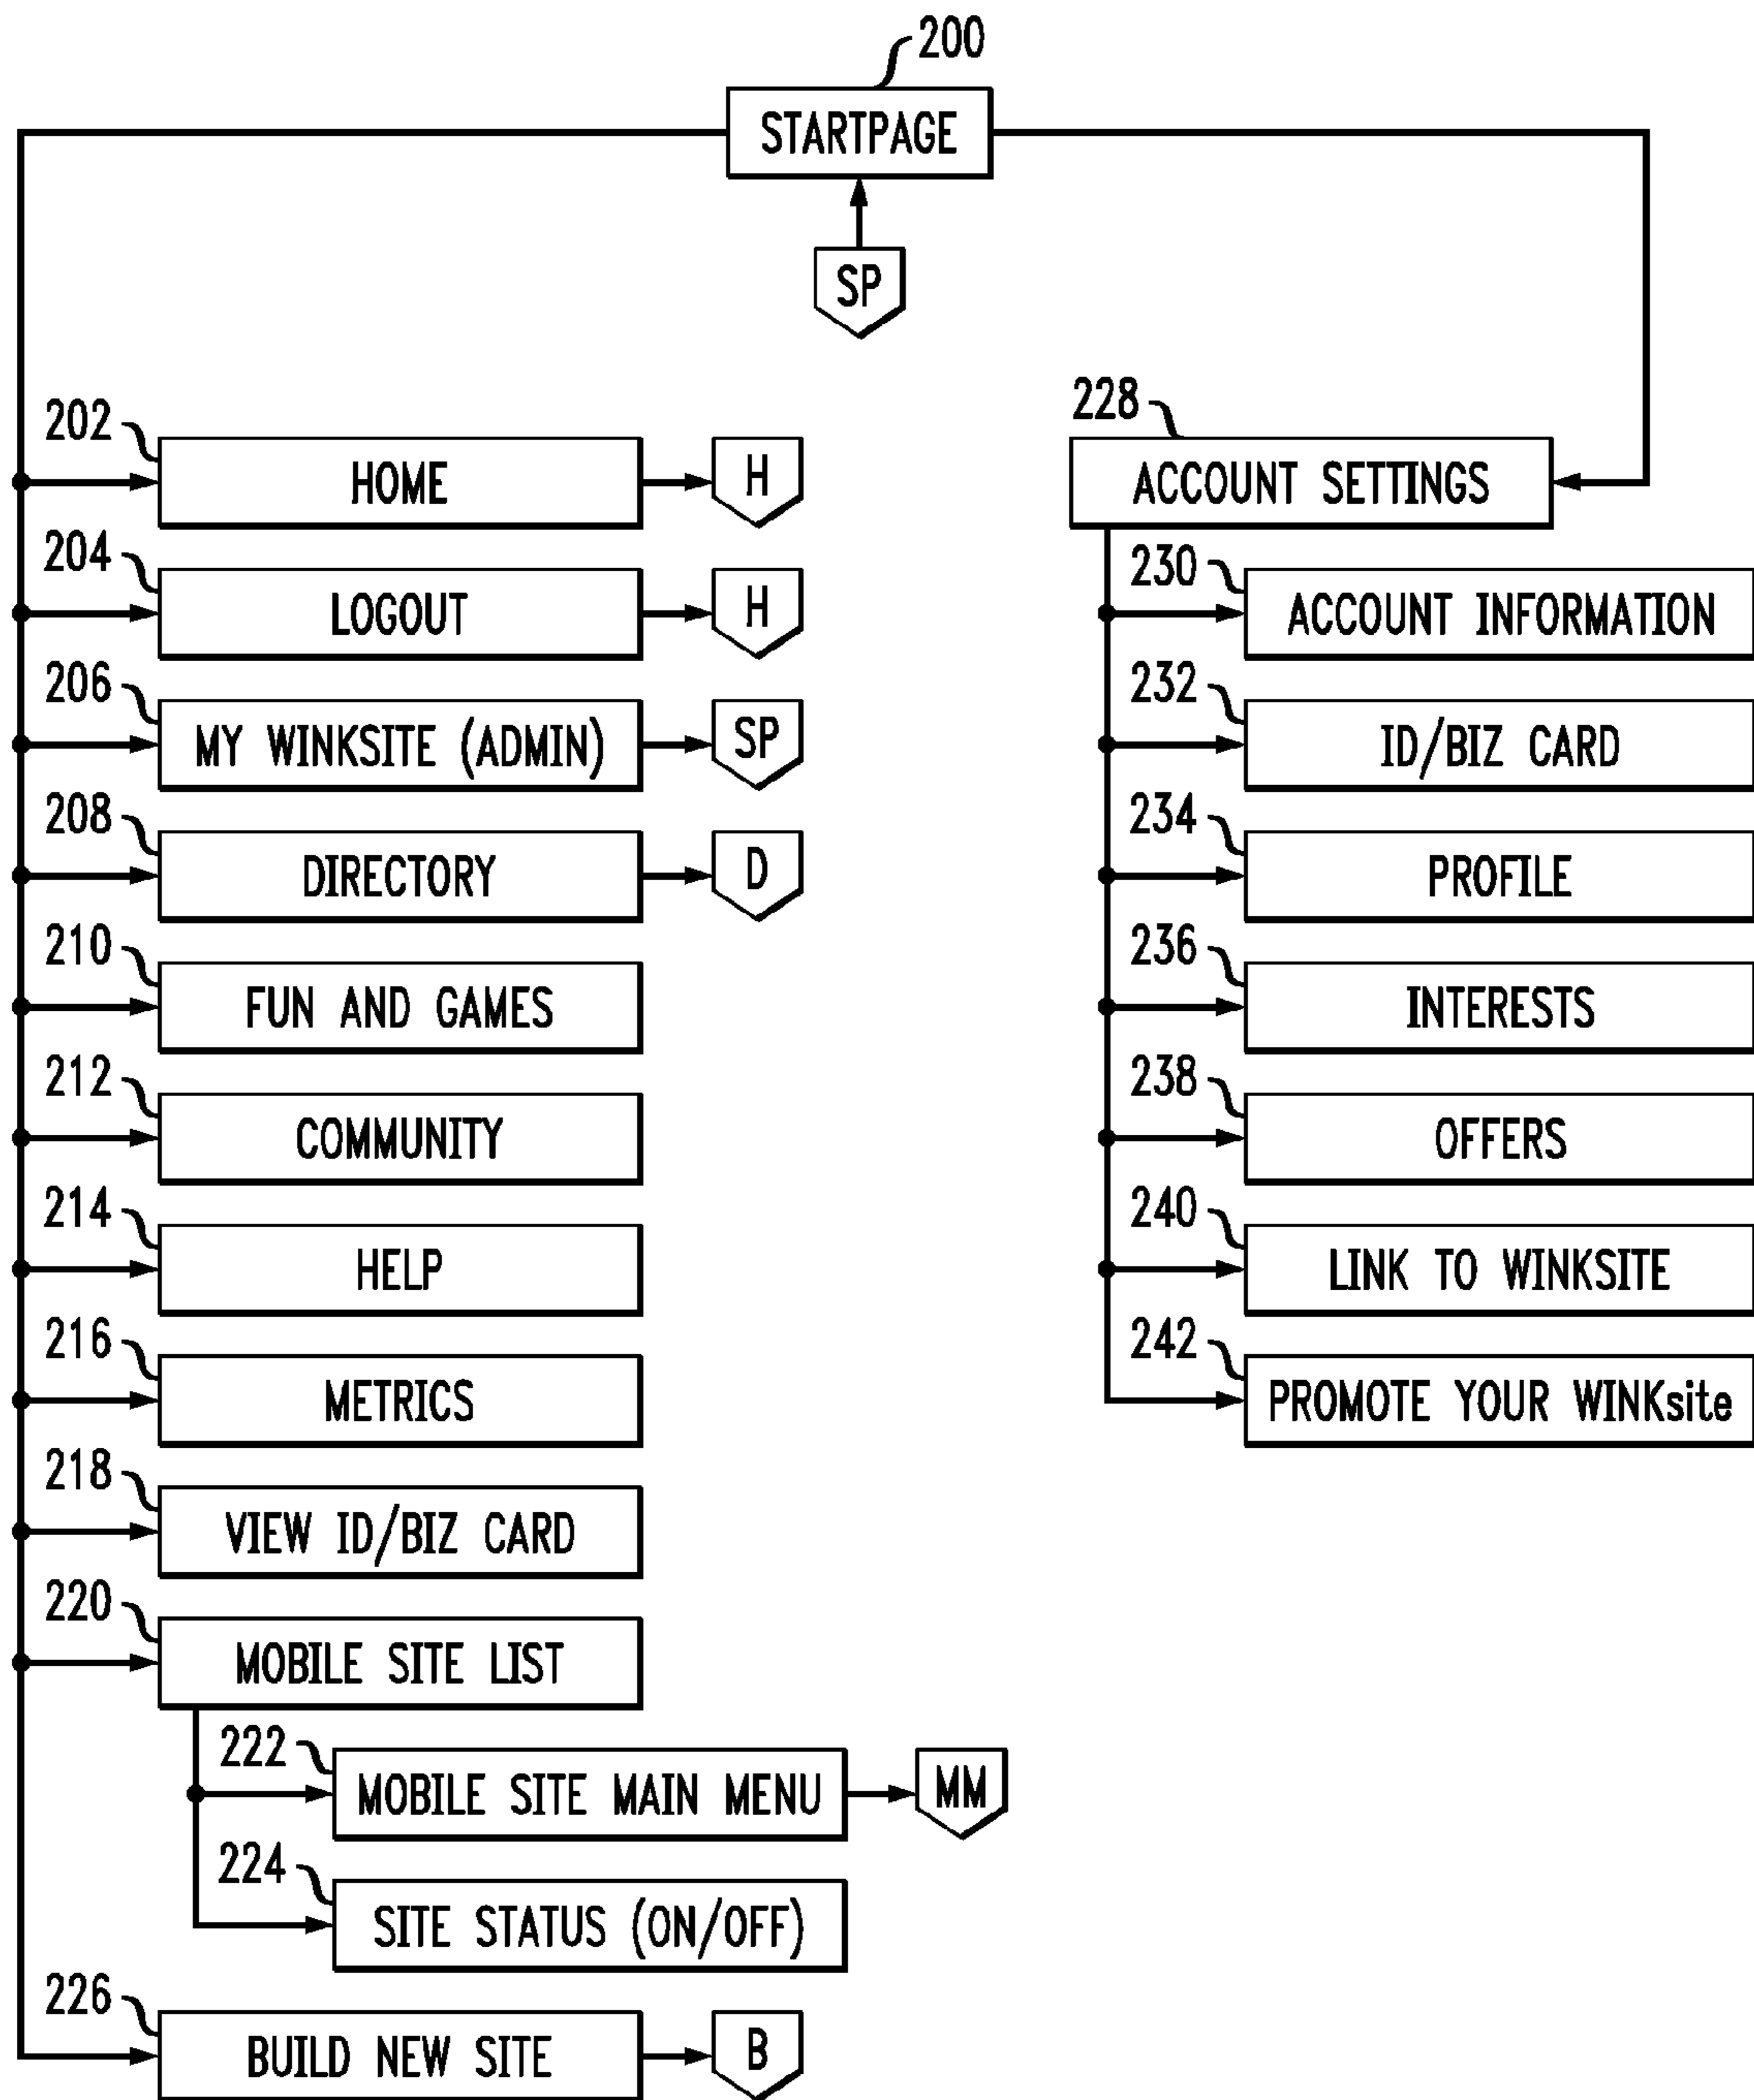 200
STARTPAGE
SP
202
HOME
H
204
LOGOUT
H
206
MY WINKSITE (ADMIN)
SP
208
DIRECTORY
D
210
FUN AND GAMES
212
COMMUNITY
214
HELP
216
METRICS
218
VIEW ID/BIZ CARD
220
MOBILE SITE LIST
222
MOBILE SITE MAIN MENU
MM
224
SITE STATUS (ON/OFF)
226
BUILD NEW SITE
B
228
ACCOUNT SETTINGS
230
ACCOUNT INFORMATION
232
ID/BIZ CARD
234
PROFILE
236
INTERESTS
238
OFFERS
240
LINK TO WINKSITE
242
PROMOTE YOUR WINKsite